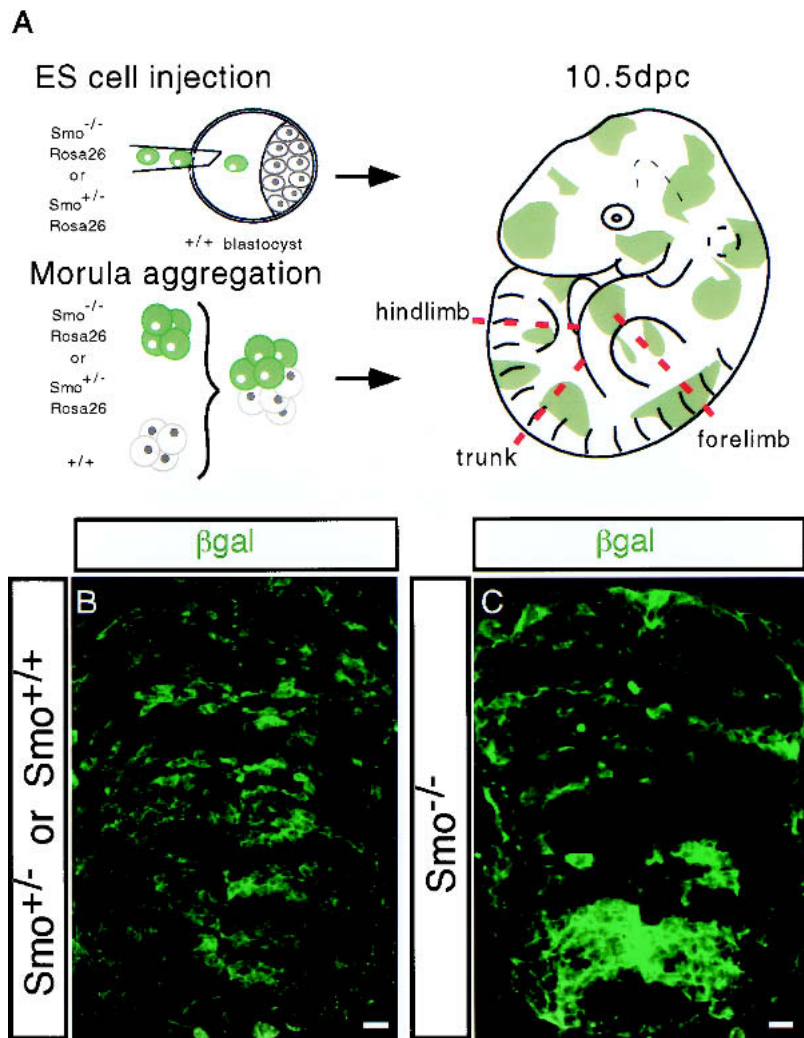 A
ES cell injection
Smo-/-
Rosa26
or
Smo+/-
Rosa26
+/+ blastocyst
Morula aggregation
Smo-/-
Rosa26
or
Smo+/-
Rosa26
+/+
10.5dpc
hindlimb
trunk
forelimb
βgal
βgal
Smo+/- or Smo+/+
B
Smo-/-
C